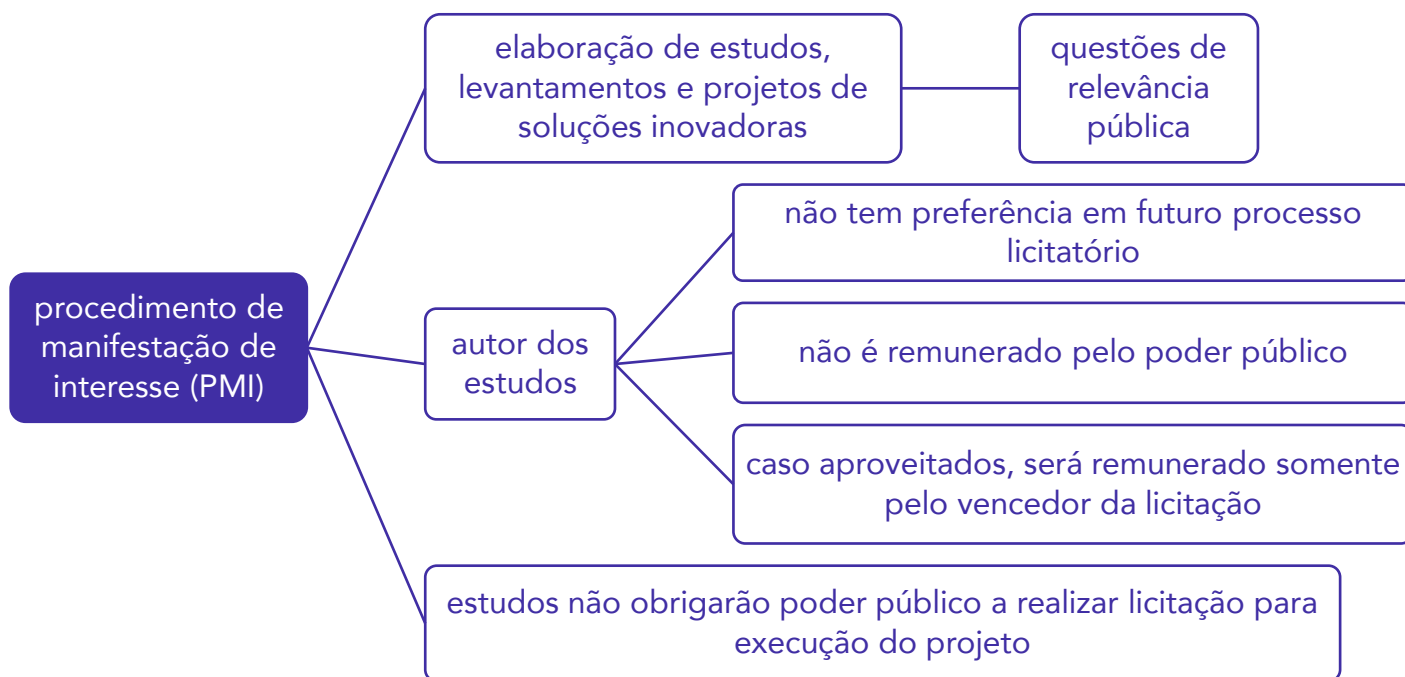 elaboração de estudos,
levantamentos e projetos de
soluções inovadoras
questões de
relevância
pública
procedimento de
manifestação de
interesse (PMI)
autor dos
estudos
não tem preferência em futuro processo
licitatório
não é remunerado pelo poder público
caso aproveitados, será remunerado somente
pelo vencedor da licitação
estudos não obrigarão poder público a realizar licitação para
execução do projeto